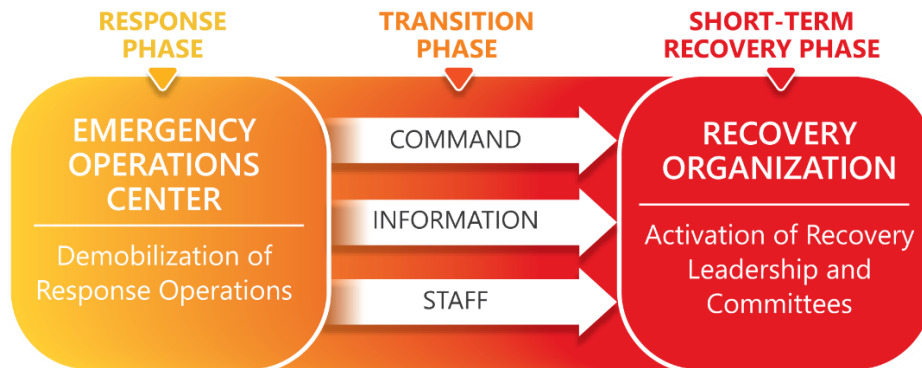 RESPONSE
PHASE
TRANSITION
PHASE
SHORT-TERM
RECOVERY PHASE
EMERGENCY
OPERATIONS
CENTER
Demobilization of
Response Operations
COMMAND
INFORMATION
STAFF
RECOVERY
ORGANIZATION
Activation of Recovery
Leadership and
Committees